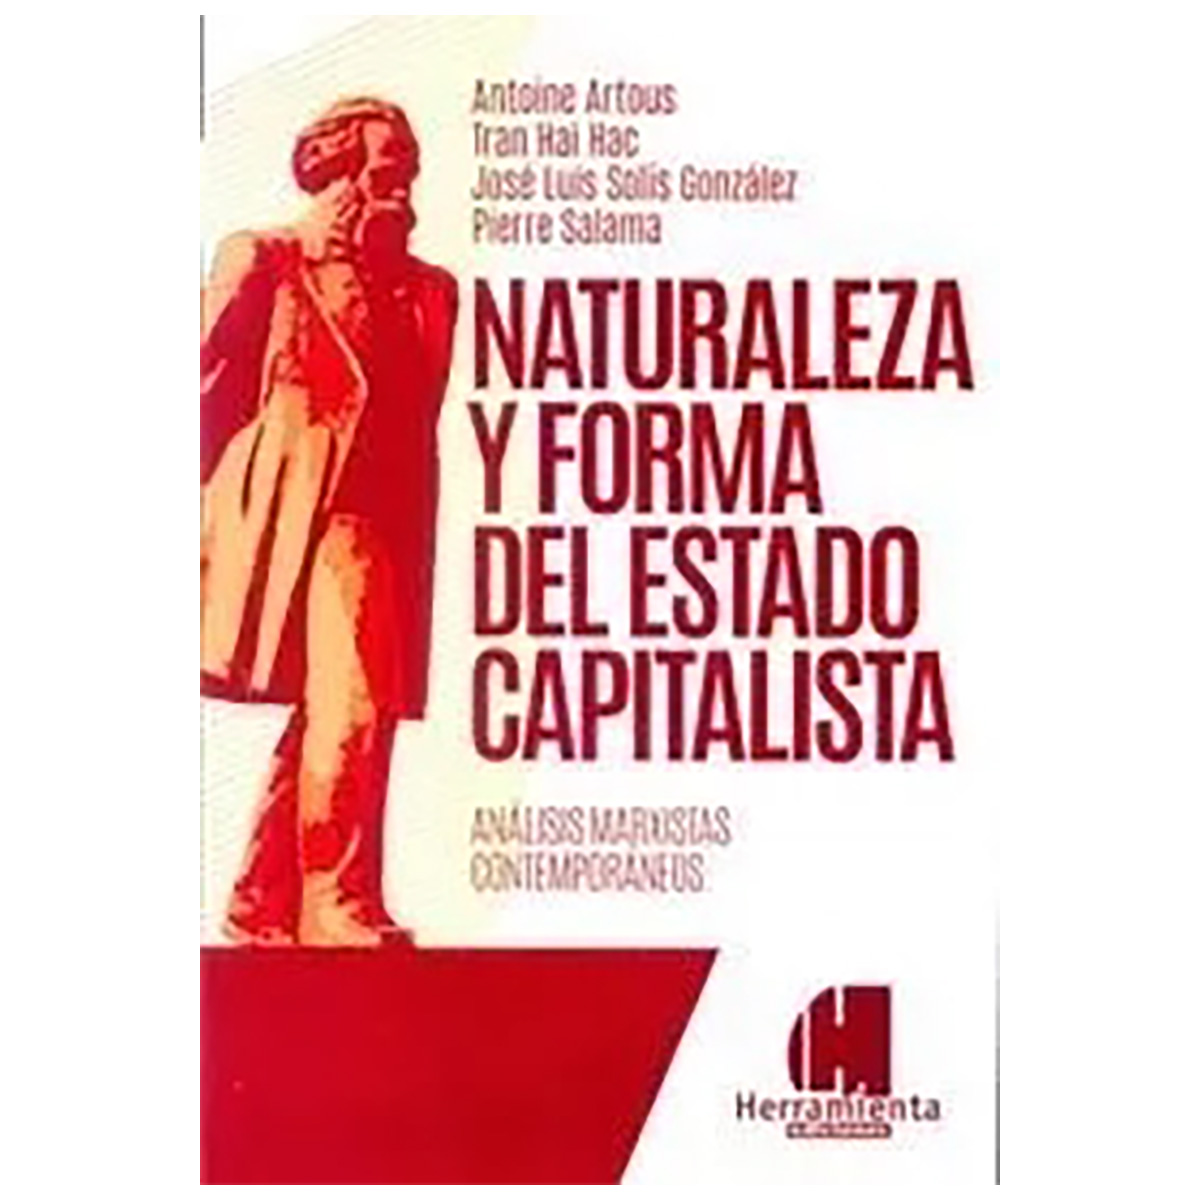 Antoine Artous
Tran Hai Hac
José Luis Solís González
Pierre Salama
NATURALEZA
Y FORMA
DEL ESTADO
CAPITALISTA
ANÁLISIS MARXISTAS
CONTEMPORÁNEOS
H
Herramienta
ediciones